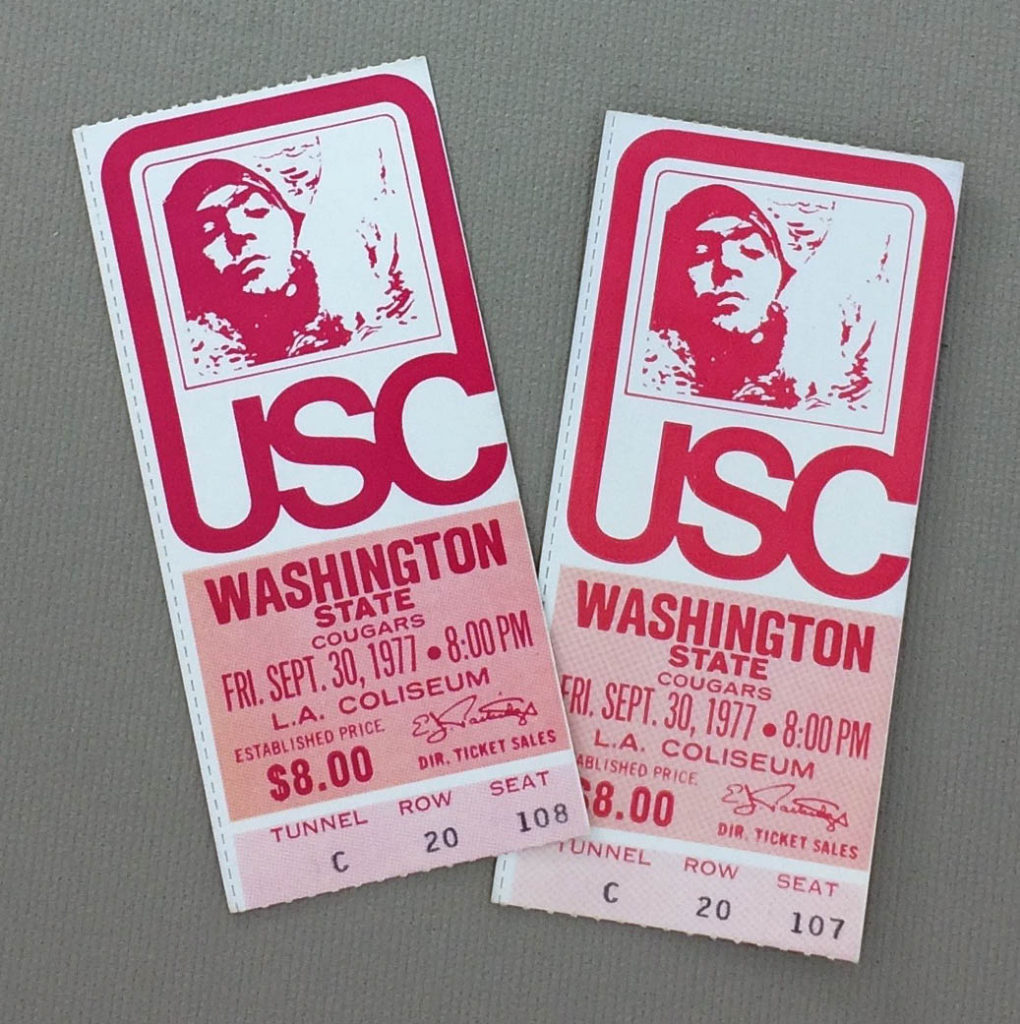 USC
WASHINGTON
STATE
COUGARS
FRI. SEPT. 30, 1977 • 8:00 PM
L.A. COLISEUM
ESTABLISHED PRICE
$8.00
DIR. TICKET SALES
TUNNEL ROW SEAT
C 20 108
USC
WASHINGTON
STATE
COUGARS
FRI. SEPT. 30, 1977 • 8:00 PM
L.A. COLISEUM
ABLISHED PRICE
$8.00
DIR. TICKET SALES
TUNNEL ROW SEAT
C 20 107